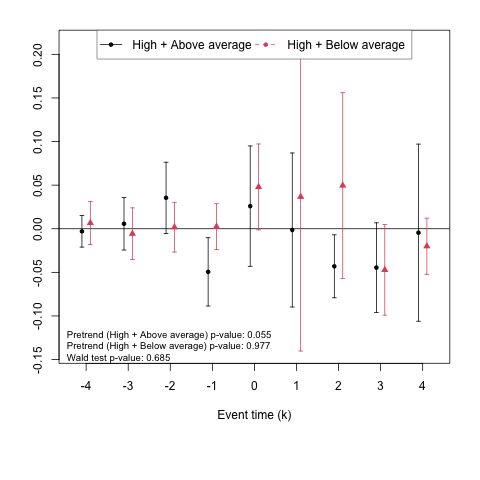 High + Above average High + Below average
0.20
0.15
0.10
0.05
0.00
-0.05
-0.10
-0.15
Pretrend (High + Above average) p-value: 0.055
Pretrend (High + Below average) p-value: 0.977
Wald test p-value: 0.685
-4 -3 -2 -1 0 1 2 3 4
Event time (k)